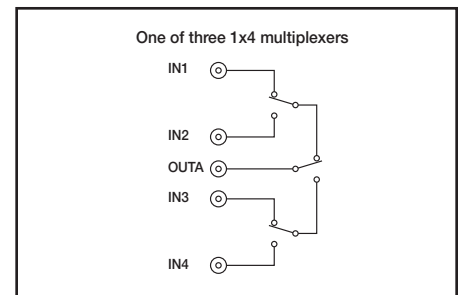 One of three 1x4 multiplexers
IN1
IN2
OUTA
IN3
IN4